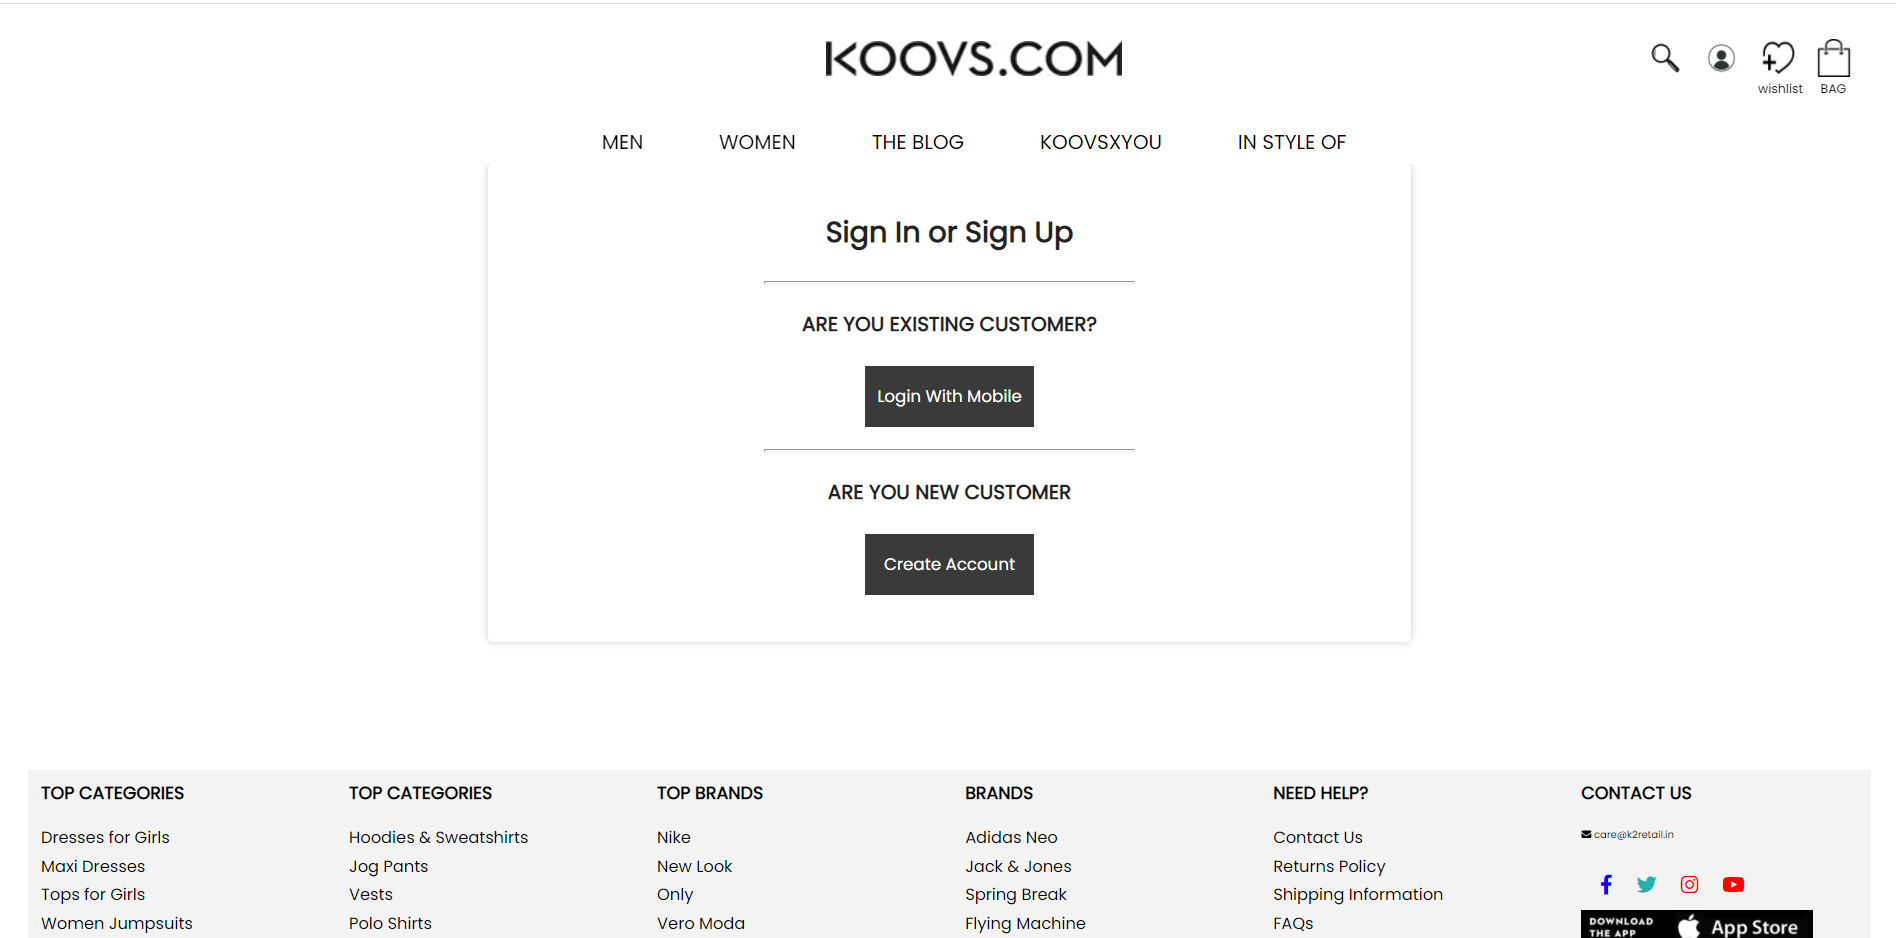 KOOVS.COM
wishlist BAG
MEN WOMEN THE BLOG KOOVSXYOU IN STYLE OF
Sign In or Sign Up
ARE YOU EXISTING CUSTOMER?
Login With Mobile
ARE YOU NEW CUSTOMER
Create Account
TOP CATEGORIES
Dresses for Girls
Maxi Dresses
Tops for Girls
Women Jumpsuits
TOP CATEGORIES
Hoodies & Sweatshirts
Jog Pants
Vests
Polo Shirts
TOP BRANDS
Nike
New Look
Only
Vero Moda
BRANDS
Adidas Neo
Jack & Jones
Spring Break
Flying Machine
NEED HELP?
Contact Us
Returns Policy
Shipping Information
FAQs
CONTACT US
care@k2retail.in
DOWNLOAD
THE APP
App Store